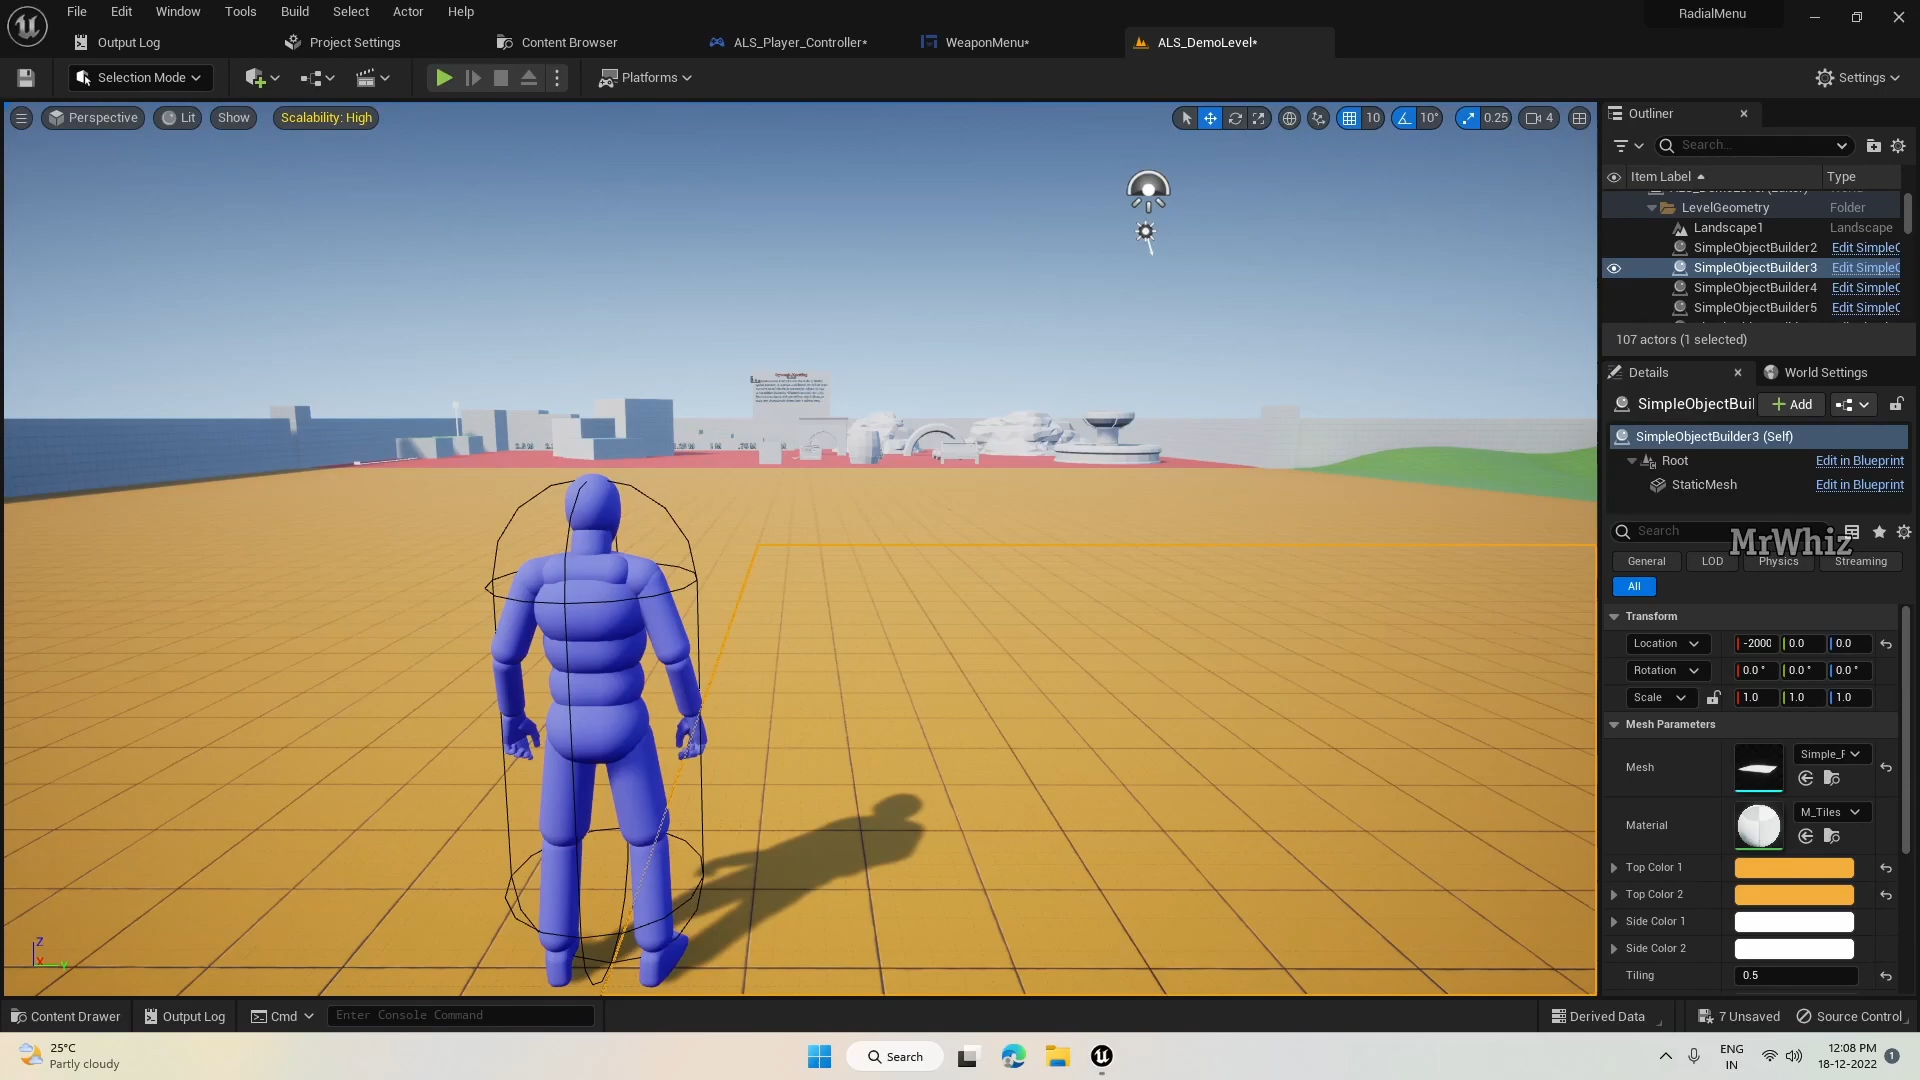 File Edit Window Tools Build Select Actor Help
RadialMenu
Output Log Project Settings Content Browser ALS_Player_Controller* WeaponMenu* ALS_DemoLevel*
Selection Mode Platforms Settings
Perspective Lit Show Scalability: High 10 10° 0.25 4
Outliner
Search...
Item Label Type
LevelGeometry Folder
Landscape1 Landscape
SimpleObjectBuilder2 Edit SimpleO
SimpleObjectBuilder3 Edit SimpleO
SimpleObjectBuilder4 Edit SimpleO
SimpleObjectBuilder5 Edit SimpleO
107 actors (1 selected)
Details World Settings
SimpleObjectBuil Add
SimpleObjectBuilder3 (Self)
Root Edit in Blueprint
StaticMesh Edit in Blueprint
Search
MrWhiz
General LOD Physics Streaming
All
Transform
Location -2000 0.0 0.0
Rotation 0.0° 0.0° 0.0°
Scale 1.0 1.0 1.0
Mesh Parameters
Mesh Simple_F
Material M_Tiles
Top Color 1
Top Color 2
Side Color 1
Side Color 2
Tiling 0.5
Z
X Y
Content Drawer Output Log Cmd Enter Console Command Derived Data 7 Unsaved Source Control
25°C
Partly cloudy
Search
ENG
IN
12:08 PM
18-12-2022
1